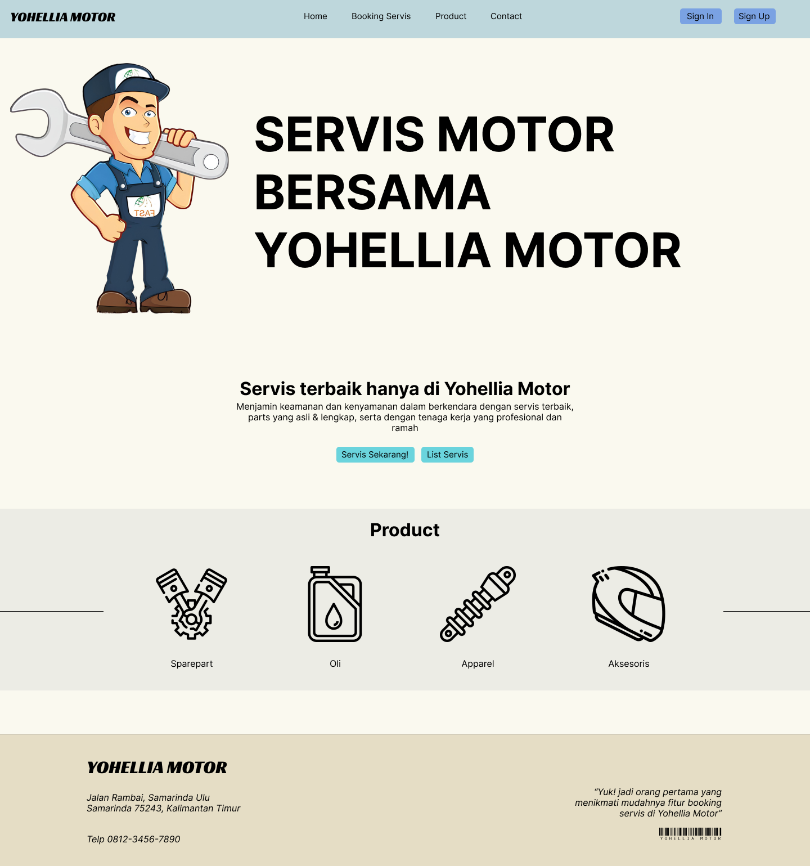 YOHELLIA MOTOR
Home
Booking Servis
Product
Contact
Sign In
Sign Up
FAST
SERVIS MOTOR
BERSAMA
YOHELLIA MOTOR
Servis terbaik hanya di Yohellia Motor
Menjamin keamanan dan kenyamanan dalam berkendara dengan servis terbaik,
parts yang asli & lengkap, serta dengan tenaga kerja yang profesional dan
ramah
Servis Sekarang!
List Servis
Product
Sparepart
Oli
Apparel
Aksesoris
YOHELLIA MOTOR
Jalan Rambai, Samarinda Ulu
Samarinda 75243, Kalimantan Timur
Telp 0812-3456-7890
"Yuk! jadi orang pertama yang
menikmati mudahnya fitur booking
servis di Yohellia Motor"
YOHELLIA MOTOR